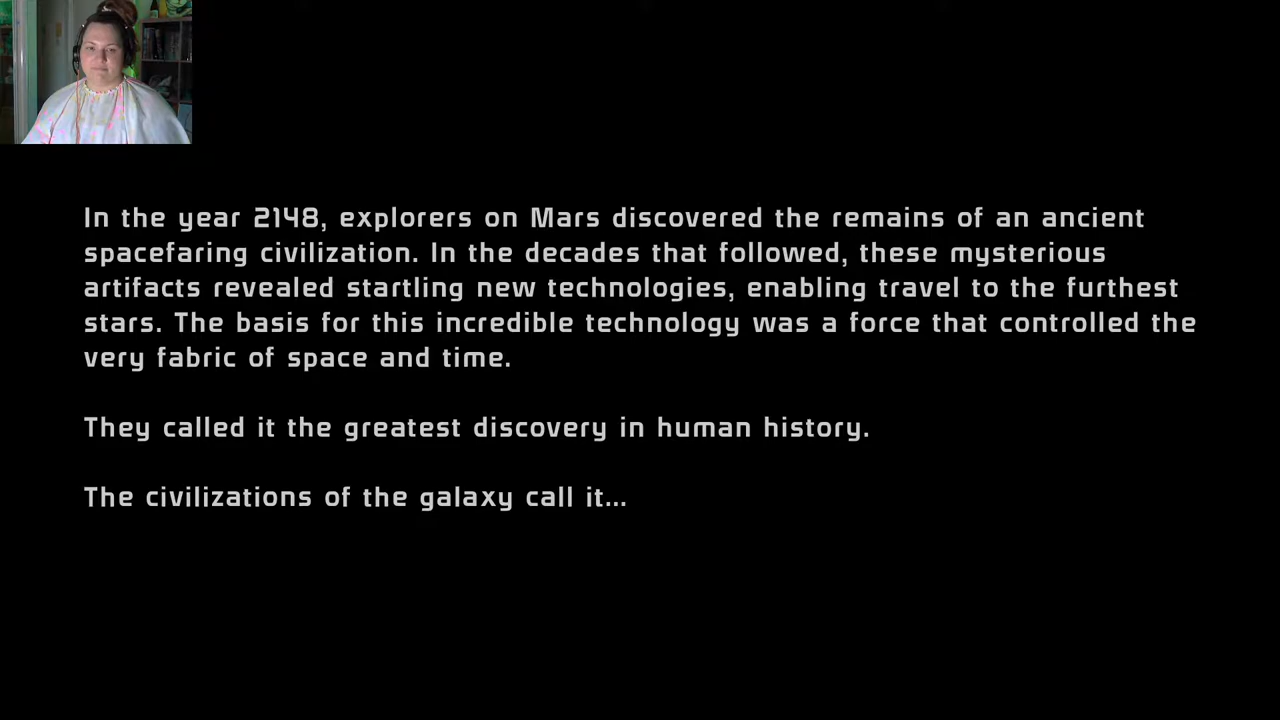 In the year 2148, explorers on Mars discovered the remains of an ancient
spacefaring civilization. In the decades that followed, these mysterious
artifacts revealed startling new technologies, enabling travel to the furthest
stars. The basis for this incredible technology was a force that controlled the
very fabric of space and time.
They called it the greatest discovery in human history.
The civilizations of the galaxy call it...